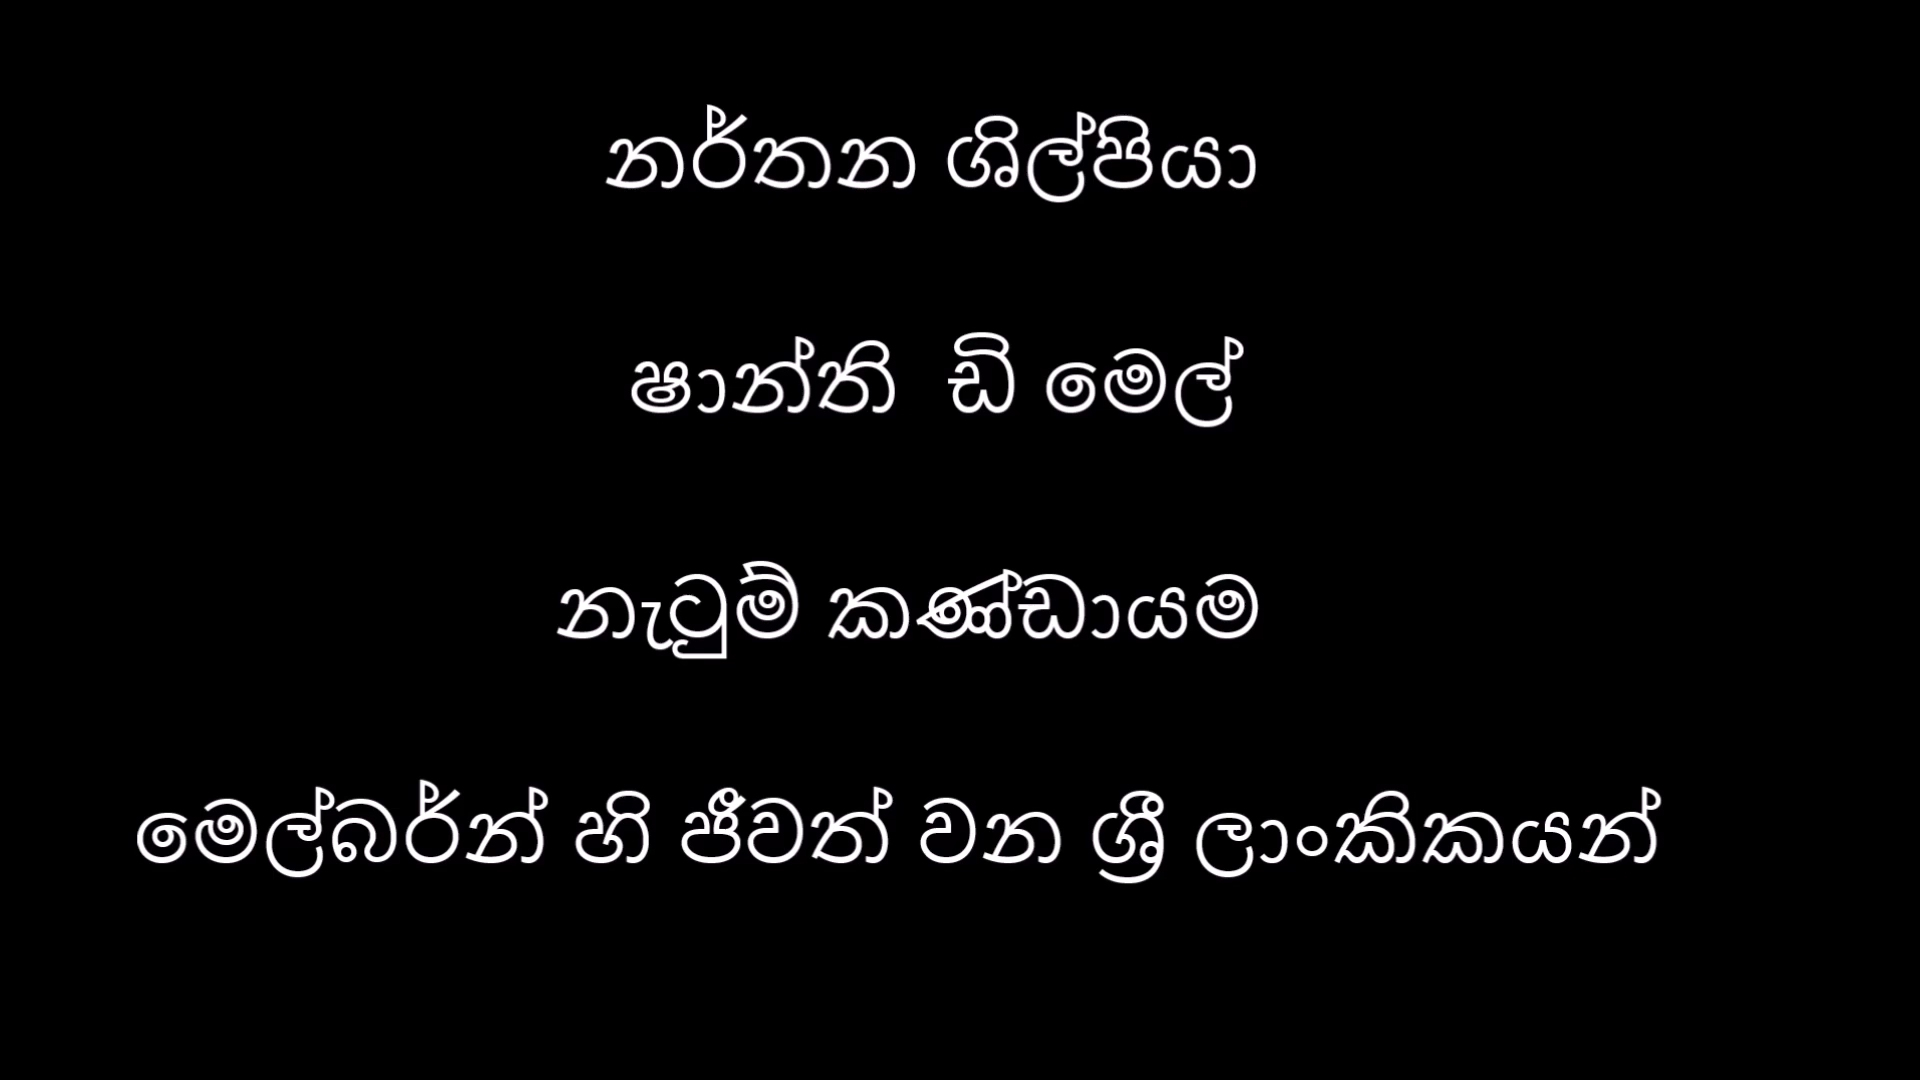 නර්තන ශිල්පියා
ෂාන්ති ඩි මෙල්
නැටුම් කණ්ඩායම
මෙල්බර්න් හි ජීවත් වන ශ්‍රී ලාංකිකයන්